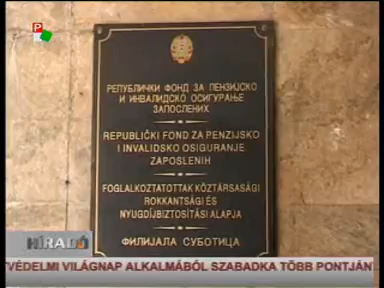 P
РЕПУБЛИЧКИ ФОНД ЗА ПЕНЗИЈСКО
И ИНВАЛИДСКО ОСИГУРАЊЕ
ЗАПОСЛЕНИХ
REPUBLIČKI FOND ZA PENZIJSKO
I INVALIDSKO OSIGURANJE
ZAPOSLENIH
FOGLALKOZTATOTTAK KÖZTÁRSASÁGI
ROKKANTSÁGI ÉS
NYUGDÍJBIZTOSÍTÁSI ALAPJA
ФИЛИЈАЛА СУБОТИЦА
HÍRADÓ
TVÉDELMI VILÁGNAP ALKALMÁBÓL SZABADKA TÖBB PONTJÁN